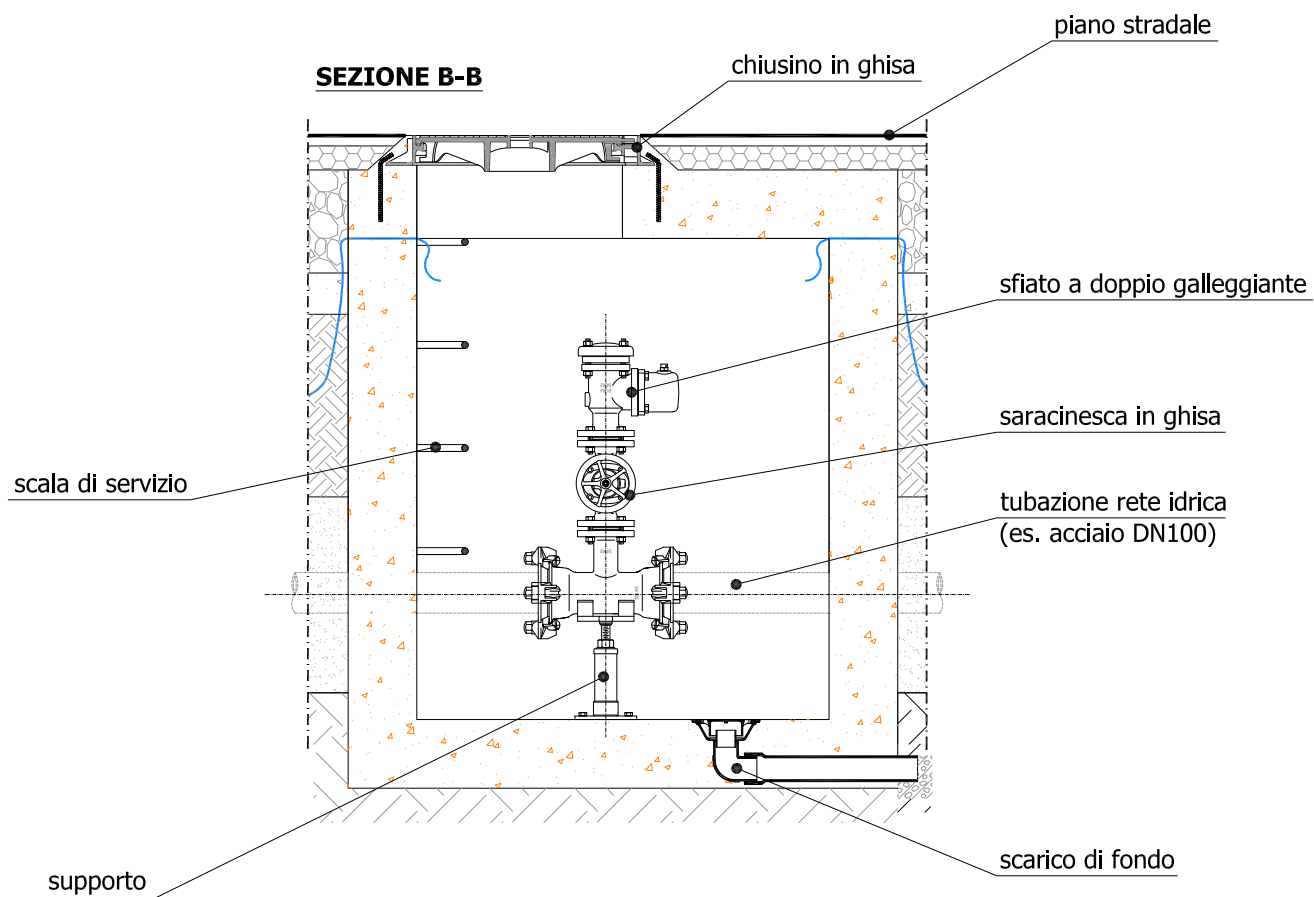 piano stradale
chiusino in ghisa
SEZIONE B-B
sfiato a doppio galleggiante
saracinesca in ghisa
scala di servizio
tubazione rete idrica
(es. acciaio DN100)
scarico di fondo
supporto